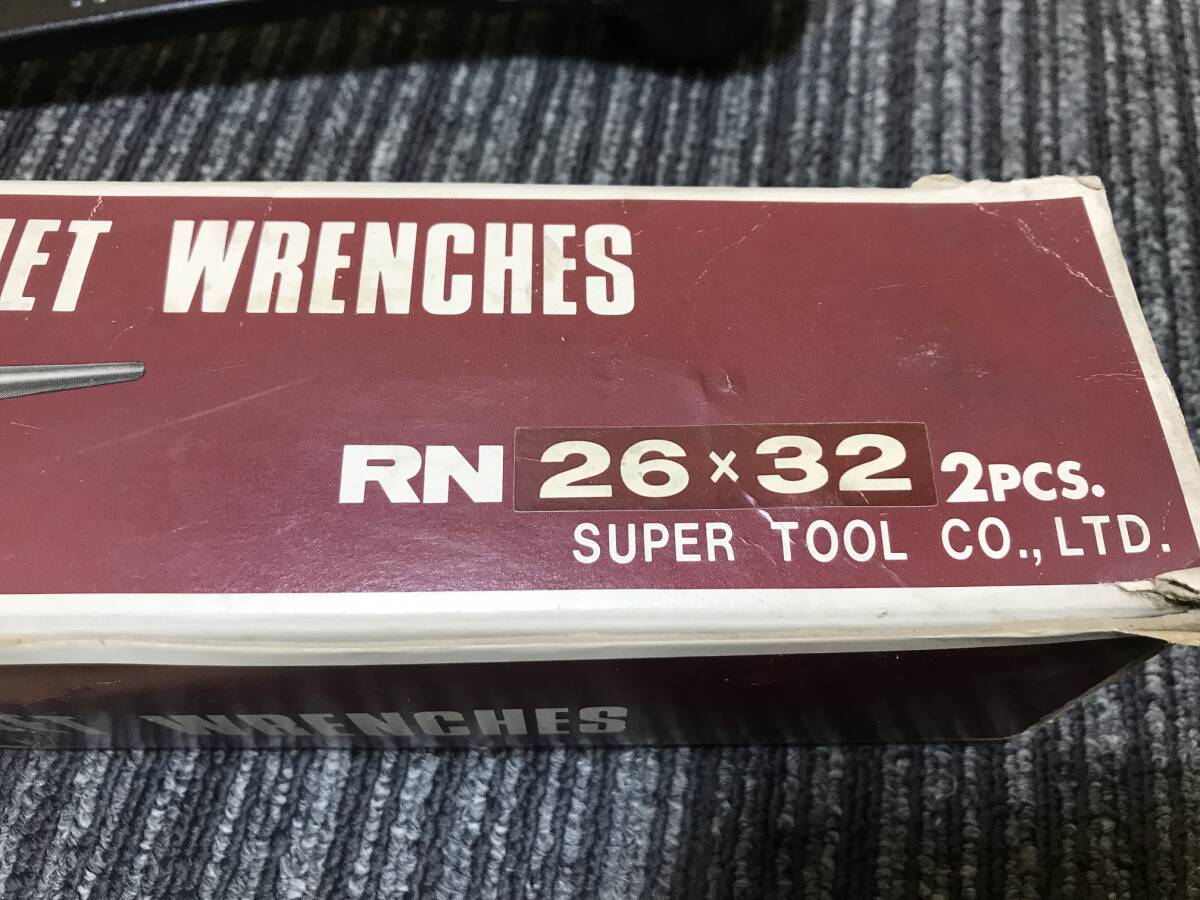 WRENCHES
RN 26×32 2PCS.
SUPER TOOL CO., LTD.
WRENCHES